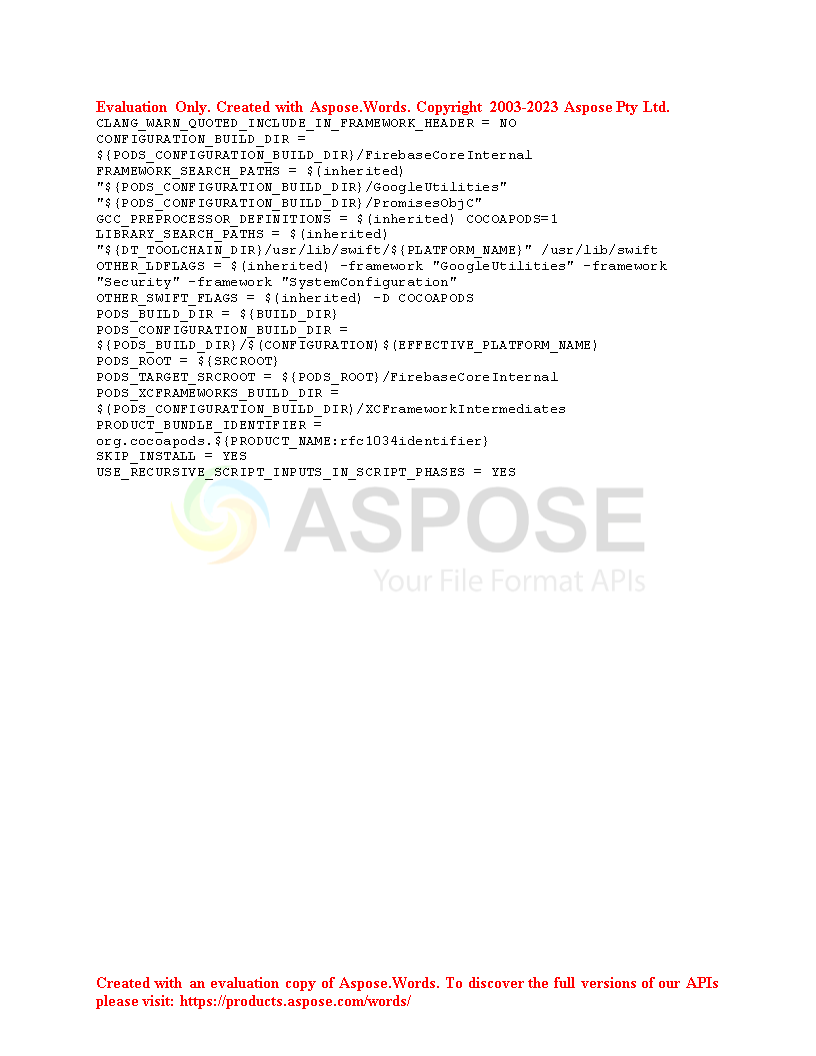 Evaluation Only. Created with Aspose.Words. Copyright 2003-2023 Aspose Pty Ltd.
CLANG_WARN_QUOTED_INCLUDE_IN_FRAMEWORK_HEADER = NO
CONFIGURATION_BUILD_DIR =
${PODS_CONFIGURATION_BUILD_DIR}/FirebaseCoreInternal
FRAMEWORK_SEARCH_PATHS = $(inherited)
"${PODS_CONFIGURATION_BUILD_DIR}/GoogleUtilities"
"${PODS_CONFIGURATION_BUILD_DIR}/PromisesObjC"
GCC_PREPROCESSOR_DEFINITIONS = $(inherited) COCOAPODS=1
LIBRARY_SEARCH_PATHS = $(inherited)
"${DT_TOOLCHAIN_DIR}/usr/lib/swift/${PLATFORM_NAME}" /usr/lib/swift
OTHER_LDFLAGS = $(inherited) -framework "GoogleUtilities" -framework
"Security" -framework "SystemConfiguration"
OTHER_SWIFT_FLAGS = $(inherited) -D COCOAPODS
PODS_BUILD_DIR = ${BUILD_DIR}
PODS_CONFIGURATION_BUILD_DIR =
${PODS_BUILD_DIR}/$(CONFIGURATION)$(EFFECTIVE_PLATFORM_NAME)
PODS_ROOT = ${SRCROOT}
PODS_TARGET_SRCROOT = ${PODS_ROOT}/FirebaseCoreInternal
PODS_XCFRAMEWORKS_BUILD_DIR =
$(PODS_CONFIGURATION_BUILD_DIR)/XCFrameworkIntermediates
PRODUCT_BUNDLE_IDENTIFIER =
org.cocoapods.${PRODUCT_NAME:rfc1034identifier}
SKIP_INSTALL = YES
USE_RECURSIVE_SCRIPT_INPUTS_IN_SCRIPT_PHASES = YES
ASPOSE
Your File Format APIs
Created with an evaluation copy of Aspose.Words. To discover the full versions of our APIs
please visit: https://products.aspose.com/words/